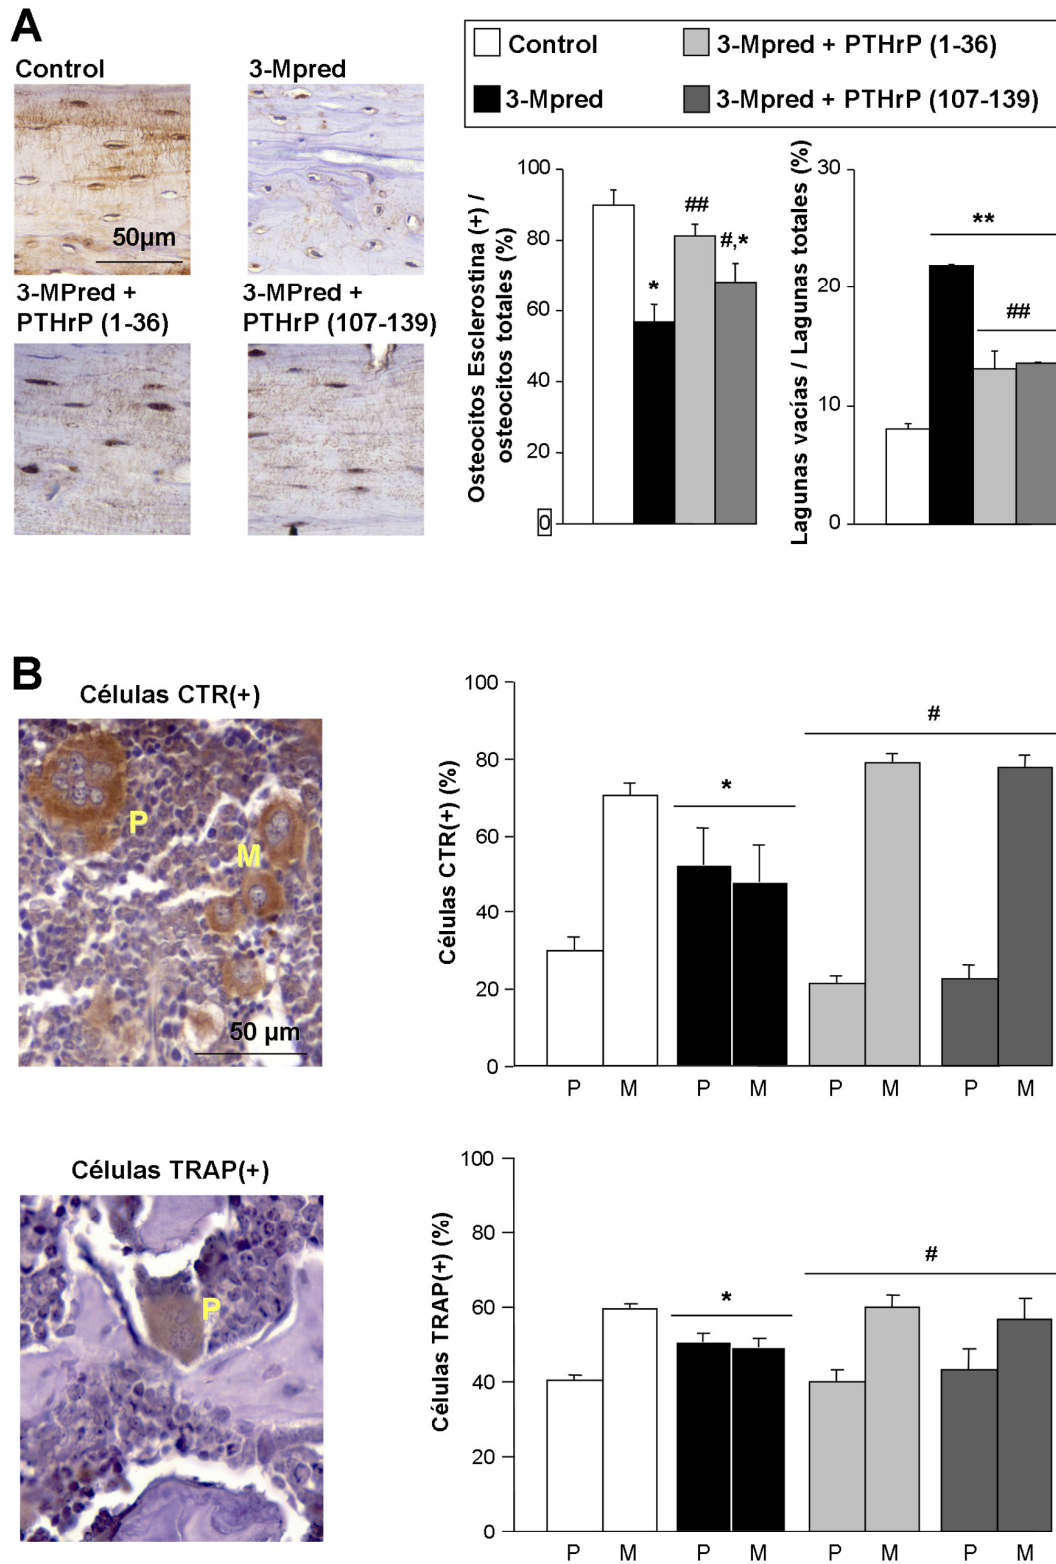 A
Control
3-Mpred
50µm
3-MPred +
PTHrP (1-36)
3-MPred +
PTHrP (107-139)
Control
3-Mpred + PTHrP (1-36)
3-Mpred
3-Mpred + PTHrP (107-139)
Osteocitos Esclerostina (+) /
osteocitos totales (%)
100
80
60
40
20
0
*
##
#,*
Lagunas vacías / Lagunas totales (%)
30
20
10
0
**
##
B
Células CTR(+)
P
M
50 µm
Células CTR(+) (%)
100
80
60
40
20
0
*
#
P M P M P M P M
Células TRAP(+)
P
Células TRAP(+) (%)
100
80
60
40
20
0
*
#
P M P M P M P M